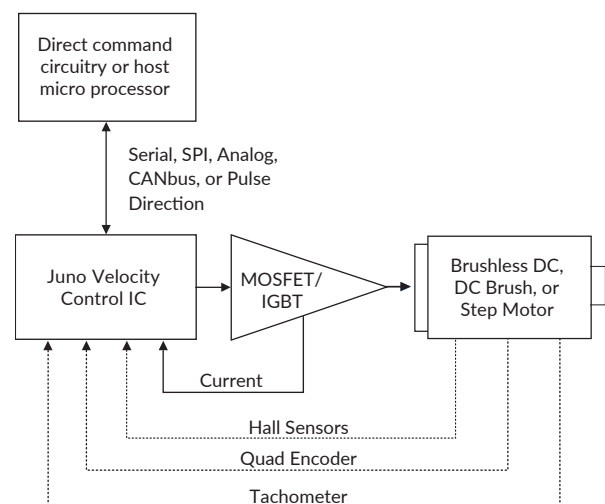 Direct command
circuitry or host
micro processor
Serial, SPI, Analog,
CANbus, or Pulse
Direction
Juno Velocity
Control IC
MOSFET/
IGBT
Brushless DC,
DC Brush, or
Step Motor
Current
Hall Sensors
Quad Encoder
Tachometer